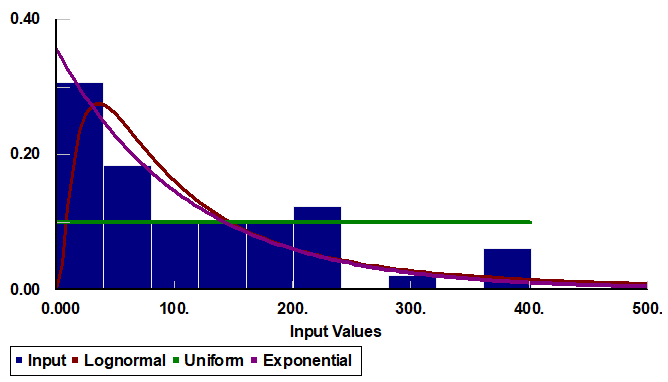 0.40
0.20
0.00
0.000 100. 200. 300. 400. 500.
Input Values
Input Lognormal Uniform Exponential